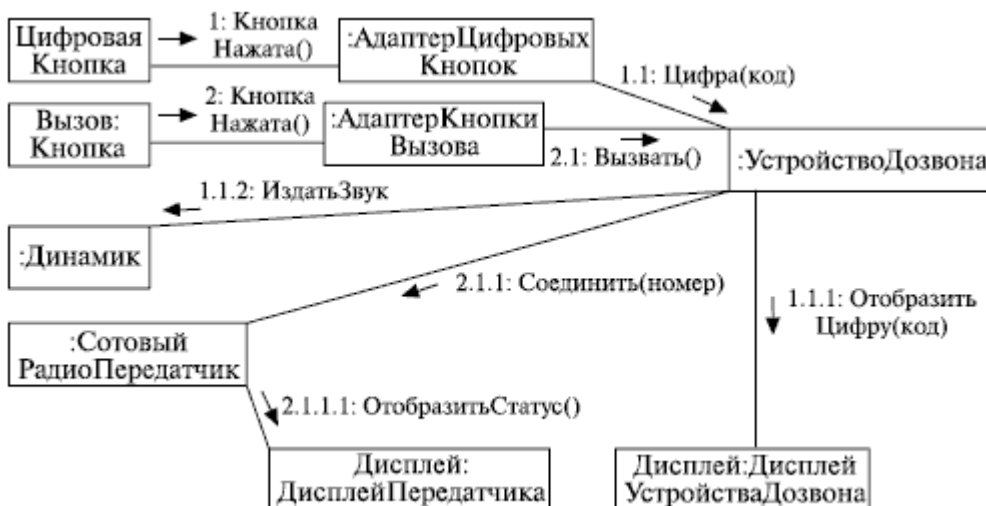 Цифровая
Кнопка
1: Кнопка
Нажата()
:АдаптерЦифровых
Кнопок
1.1: Цифра(код)
Вызов:
Кнопка
2: Кнопка
Нажата()
:АдаптерКнопки
Вызова
2.1: Вызвать()
:УстройствоДозвона
1.1.2: ИздатьЗвук
:Динамик
2.1.1: Соединить(номер)
1.1.1: Отобразить
Цифру(код)
:Сотовый
РадиоПередатчик
2.1.1.1: ОтобразитьСтатус()
Дисплей:
ДисплейПередатчика
Дисплей:Дисплей
УстройстваДозвона